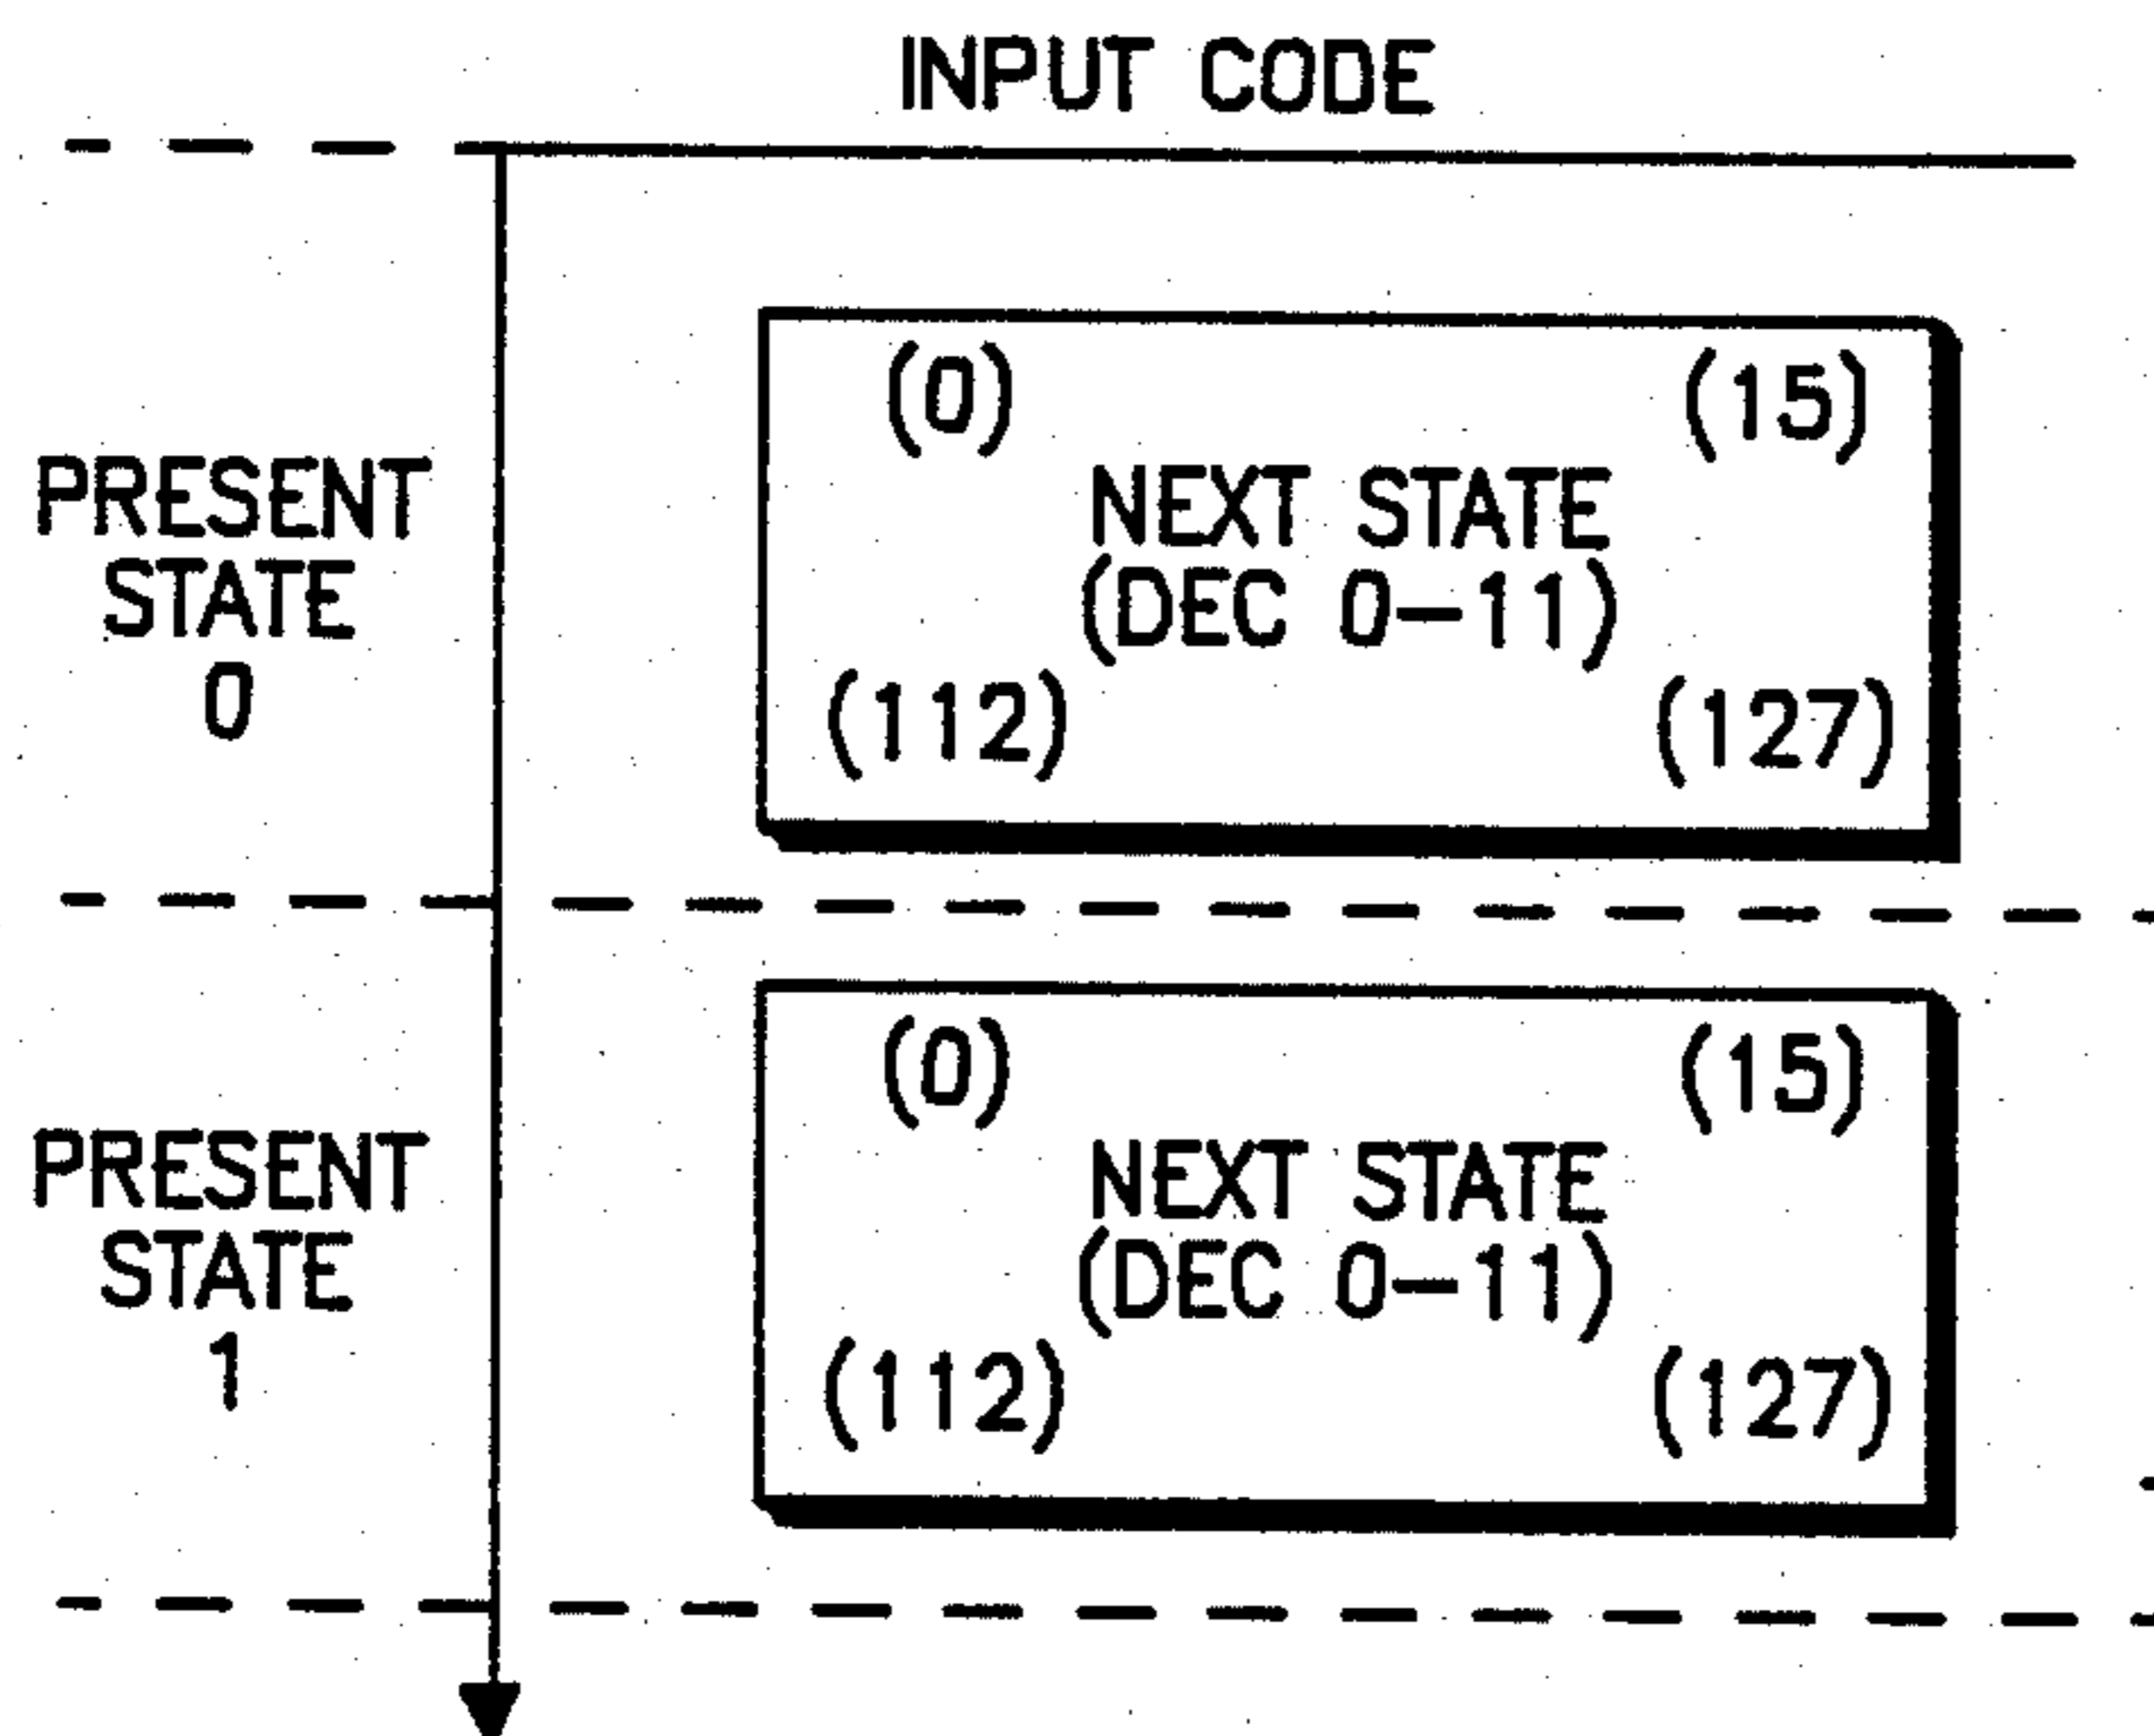 INPUT CODE
(0) (15)
PRESENT
STATE
0
NEXT STATE
(DEC 0-11)
(112) (127)
(0) (15)
PRESENT
STATE
1
NEXT STATE
(DEC 0-11)
(112) (127)